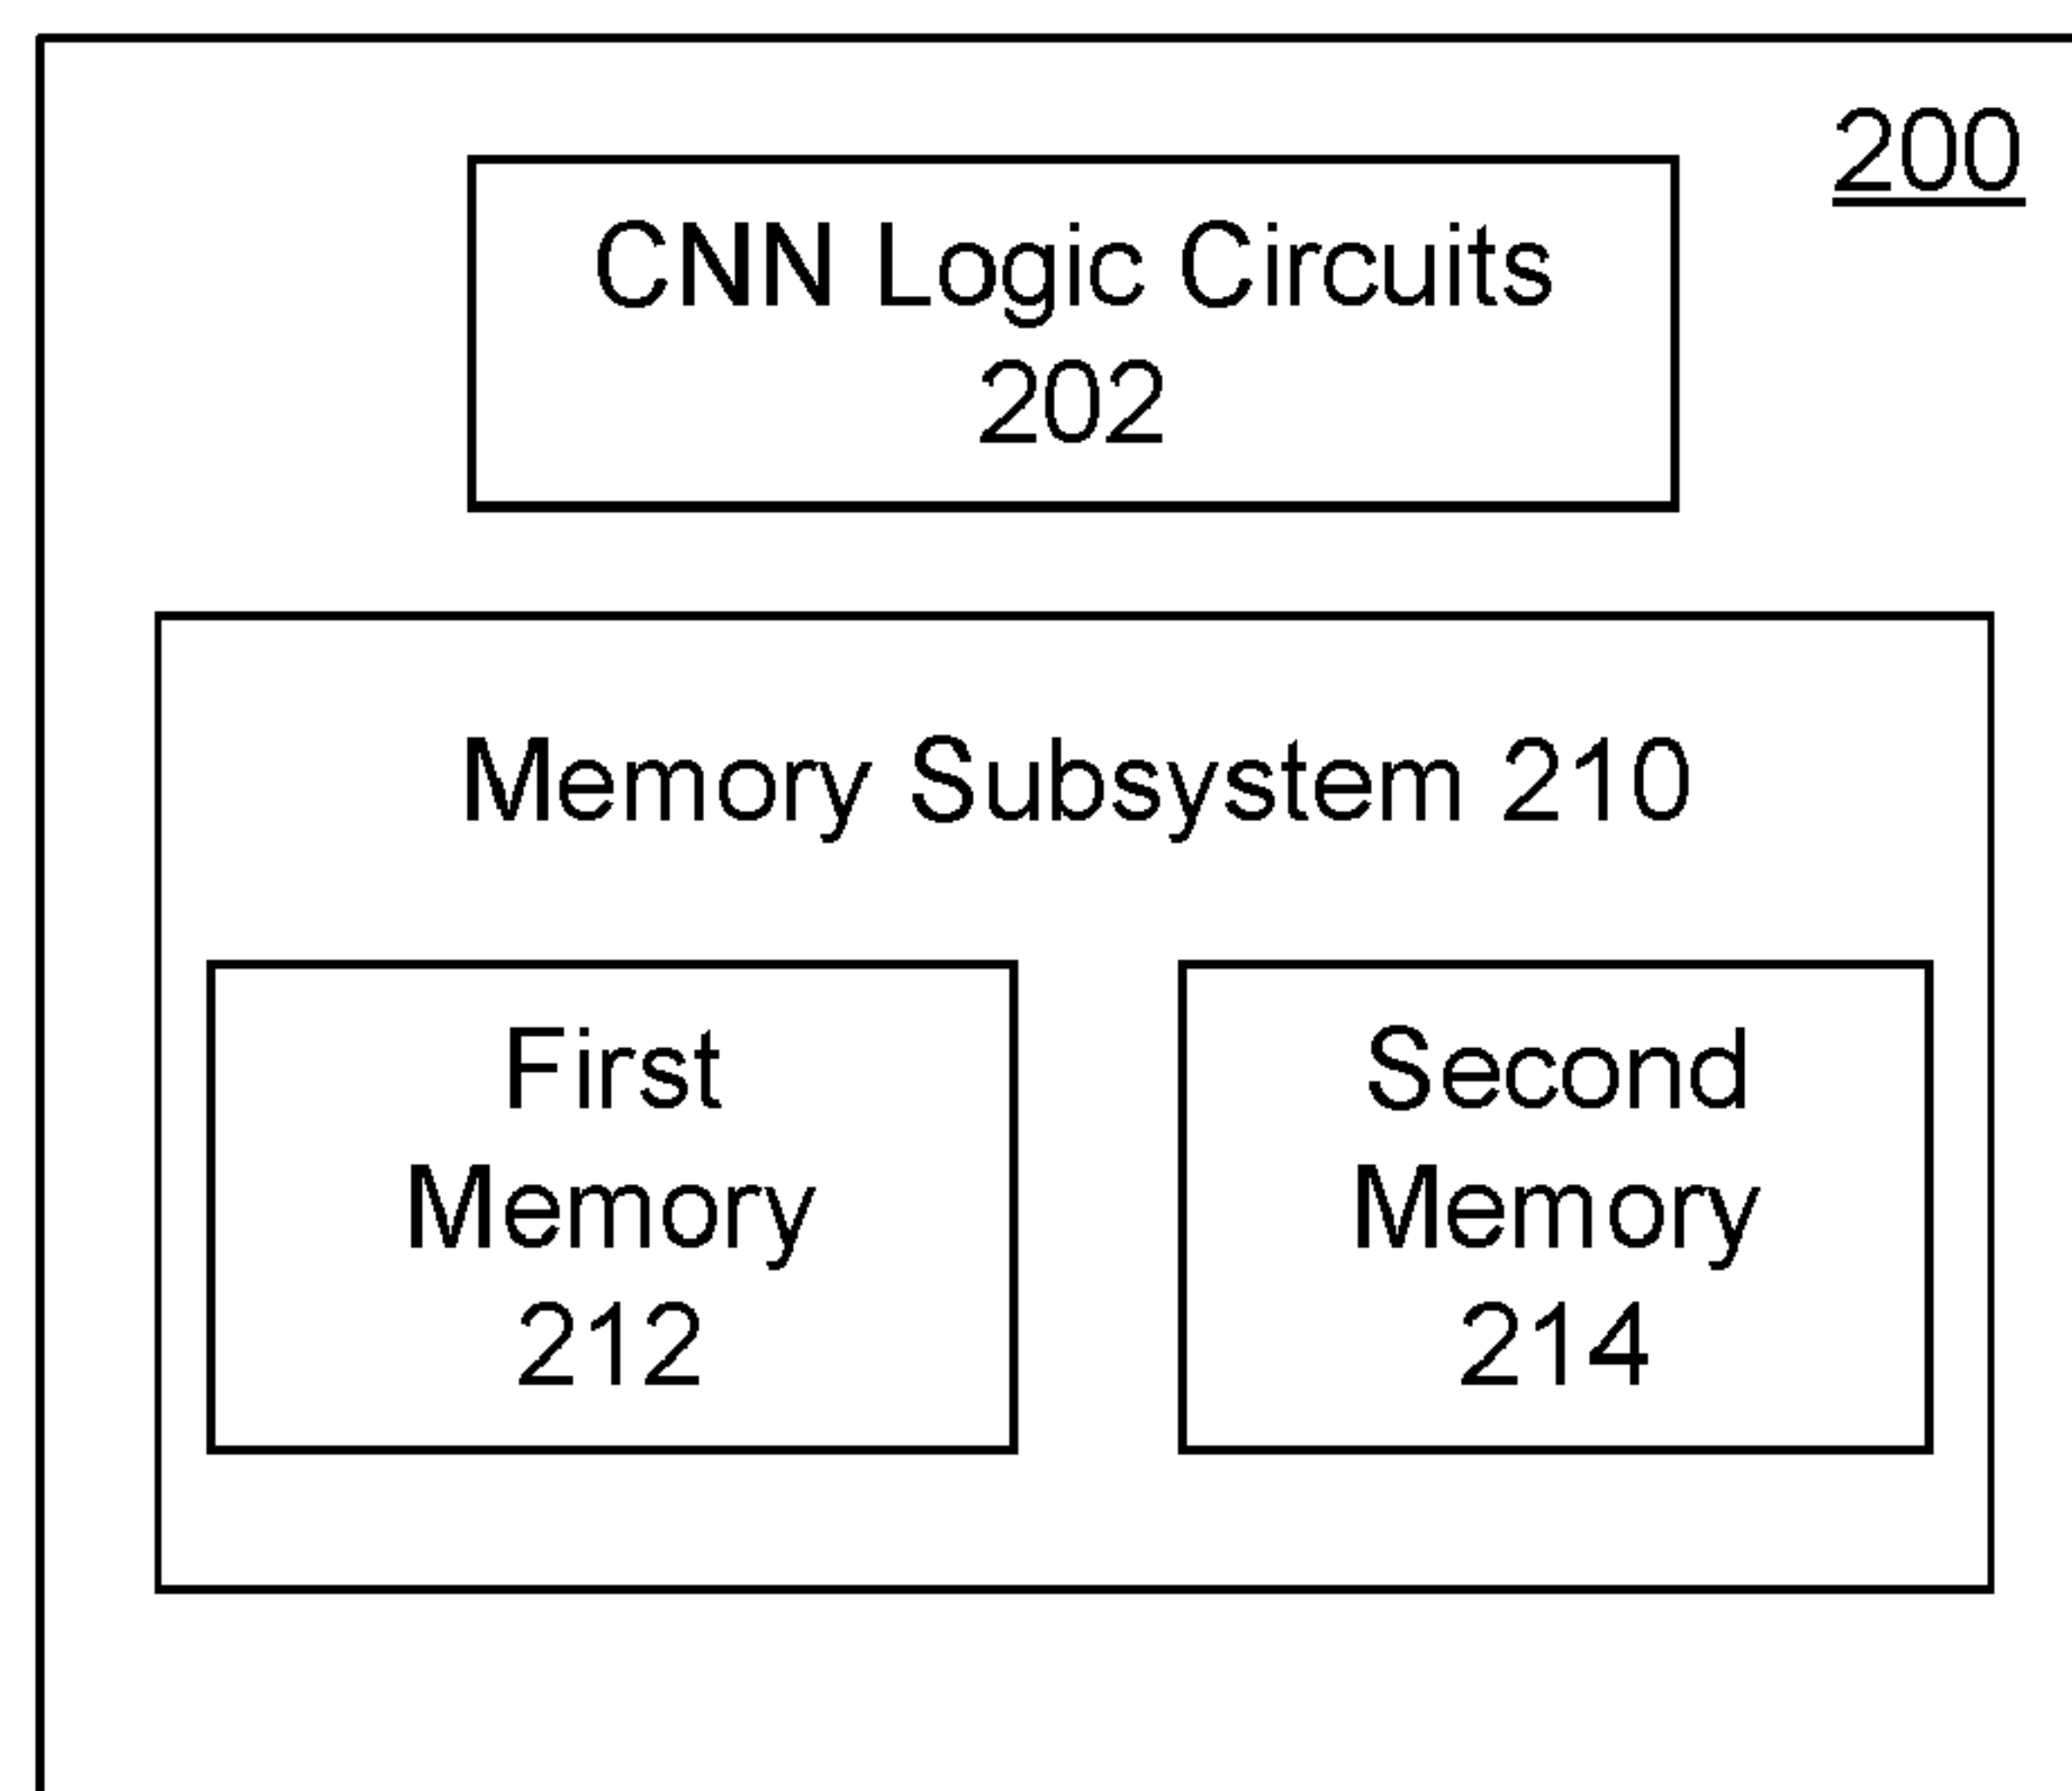 200
CNN Logic Circuits
202
Memory Subsystem 210
First
Memory
212
Second
Memory
214